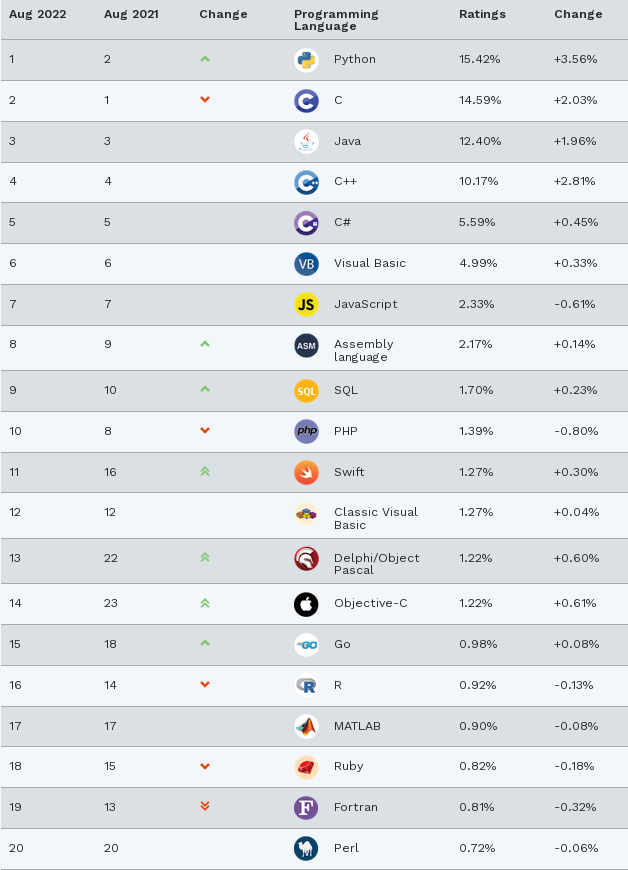 Aug 2022 Aug 2021 Change Programming Language Ratings Change
1 2 Python 15.42% +3.56%
2 1 C C 14.59% +2.03%
3 3 Java Java 12.40% +1.96%
4 4 C++ C++ 10.17% +2.81%
5 5 C C# 5.59% +0.45%
6 6 VB Visual Basic 4.99% +0.33%
7 7 JS JavaScript 2.33% -0.61%
8 9 ASM Assembly language 2.17% +0.14%
9 10 SQL SQL 1.70% +0.23%
10 8 php PHP 1.39% -0.80%
11 16 Swift 1.27% +0.30%
12 12 Classic Visual Basic 1.27% +0.04%
13 22 Delphi/Object Pascal 1.22% +0.60%
14 23 Objective-C 1.22% +0.61%
15 18 GO Go 0.98% +0.08%
16 14 R R 0.92% -0.13%
17 17 MATLAB 0.90% -0.08%
18 15 Ruby 0.82% -0.18%
19 13 F Fortran 0.81% -0.32%
20 20 Perl 0.72% -0.06%